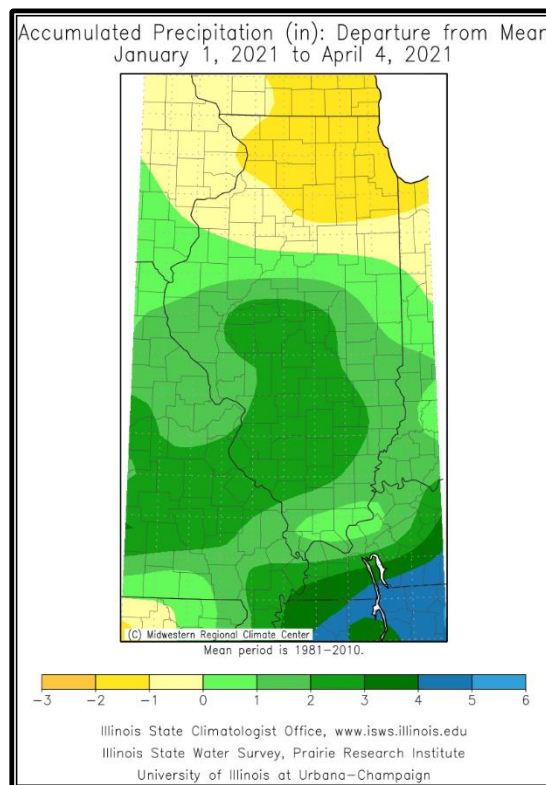 Accumulated Precipitation (in): Departure from Mean
January 1, 2021 to April 4, 2021
(C) Midwestern Regional Climate Center
Mean period is 1981-2010.
-3 -2 -1 0 1 2 3 4 5 6
Illinois State Climatologist Office, www.isws.illinois.edu
Illinois State Water Survey, Prairie Research Institute
University of Illinois at Urbana-Champaign